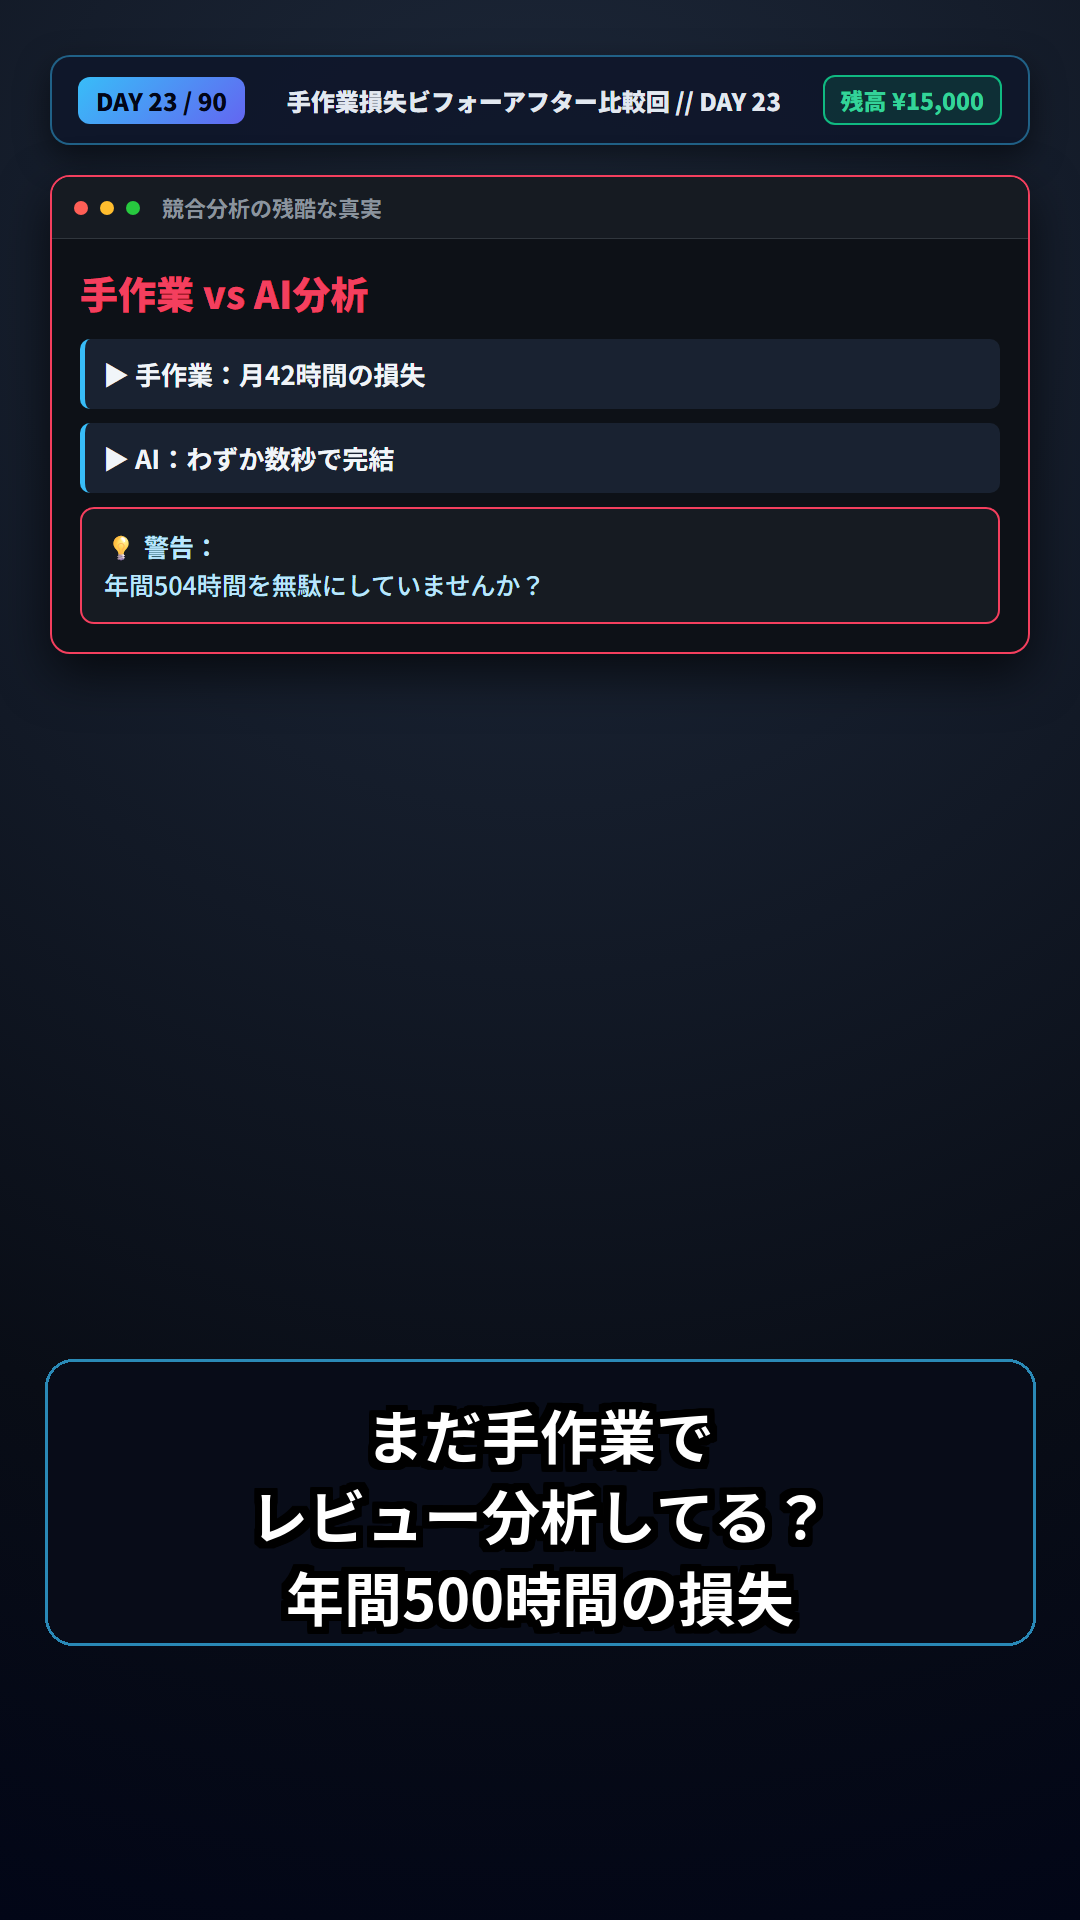 DAY 23 / 90
手作業損失ビフォーアフター比較回 // DAY 23
残高 ¥15,000
競合分析の残酷な真実
手作業 vs AI分析
▶ 手作業：月42時間の損失
▶ AI：わずか数秒で完結
💡 警告：
年間504時間を無駄にしていませんか？
まだ手作業で
レビュー分析してる？
年間500時間の損失